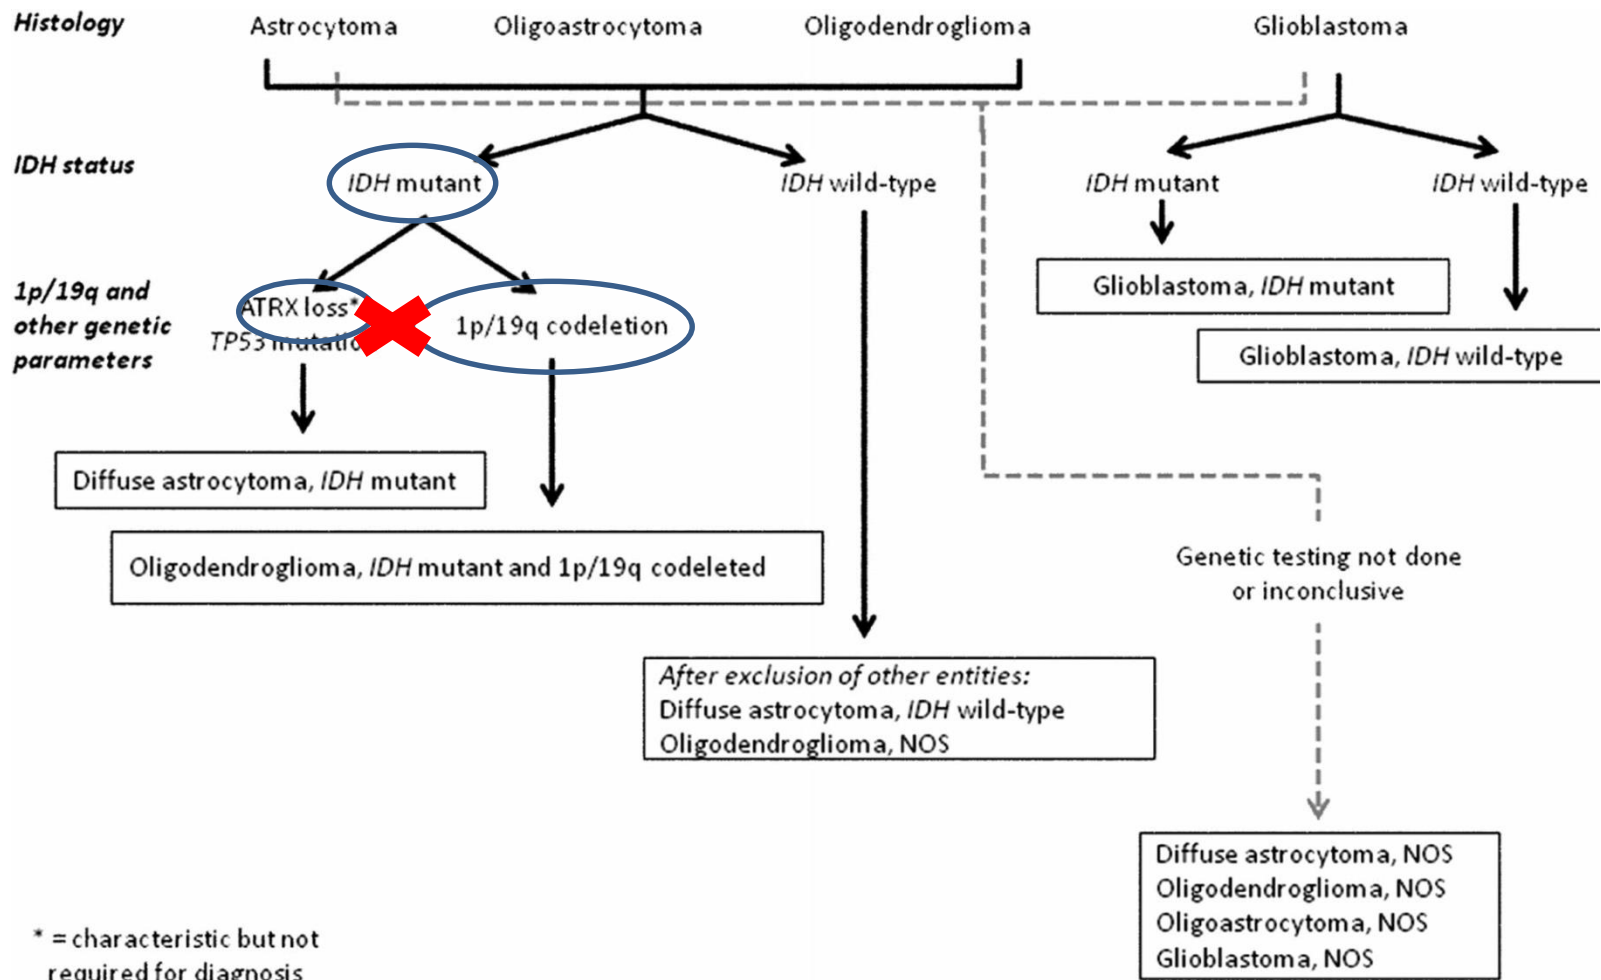 Histology
Astrocytoma
Oligoastrocytoma
Oligodendroglioma
Glioblastoma
IDH status
IDH mutant
IDH wild-type
IDH mutant
IDH wild-type
1p/19q and
other genetic
parameters
ATRX loss*
TP53
1p/19q codeletion
Glioblastoma, IDH mutant
Glioblastoma, IDH wild-type
Diffuse astrocytoma, IDH mutant
Oligodendroglioma, IDH mutant and 1p/19q codeleted
Genetic testing not done
or inconclusive
After exclusion of other entities:
Diffuse astrocytoma, IDH wild-type
Oligodendroglioma, NOS
Diffuse astrocytoma, NOS
Oligodendroglioma, NOS
Oligoastrocytoma, NOS
Glioblastoma, NOS
* = characteristic but not
required for diagnosis